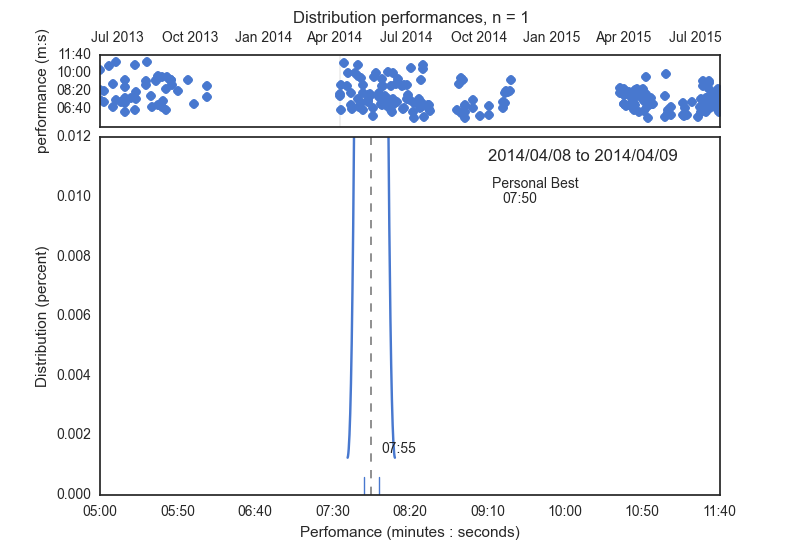 Distribution performances, n = 1
Jul 2013 Oct 2013 Jan 2014 Apr 2014 Jul 2014 Oct 2014 Jan 2015 Apr 2015 Jul 2015
performance (m:s)
11:40
10:00
08:20
06:40
Distribution (percent)
0.012
0.010
0.008
0.006
0.004
0.002
0.000
2014/04/08 to 2014/04/09
Personal Best
07:50
07:55
05:00 05:50 06:40 07:30 08:20 09:10 10:00 10:50 11:40
Perfomance (minutes : seconds)